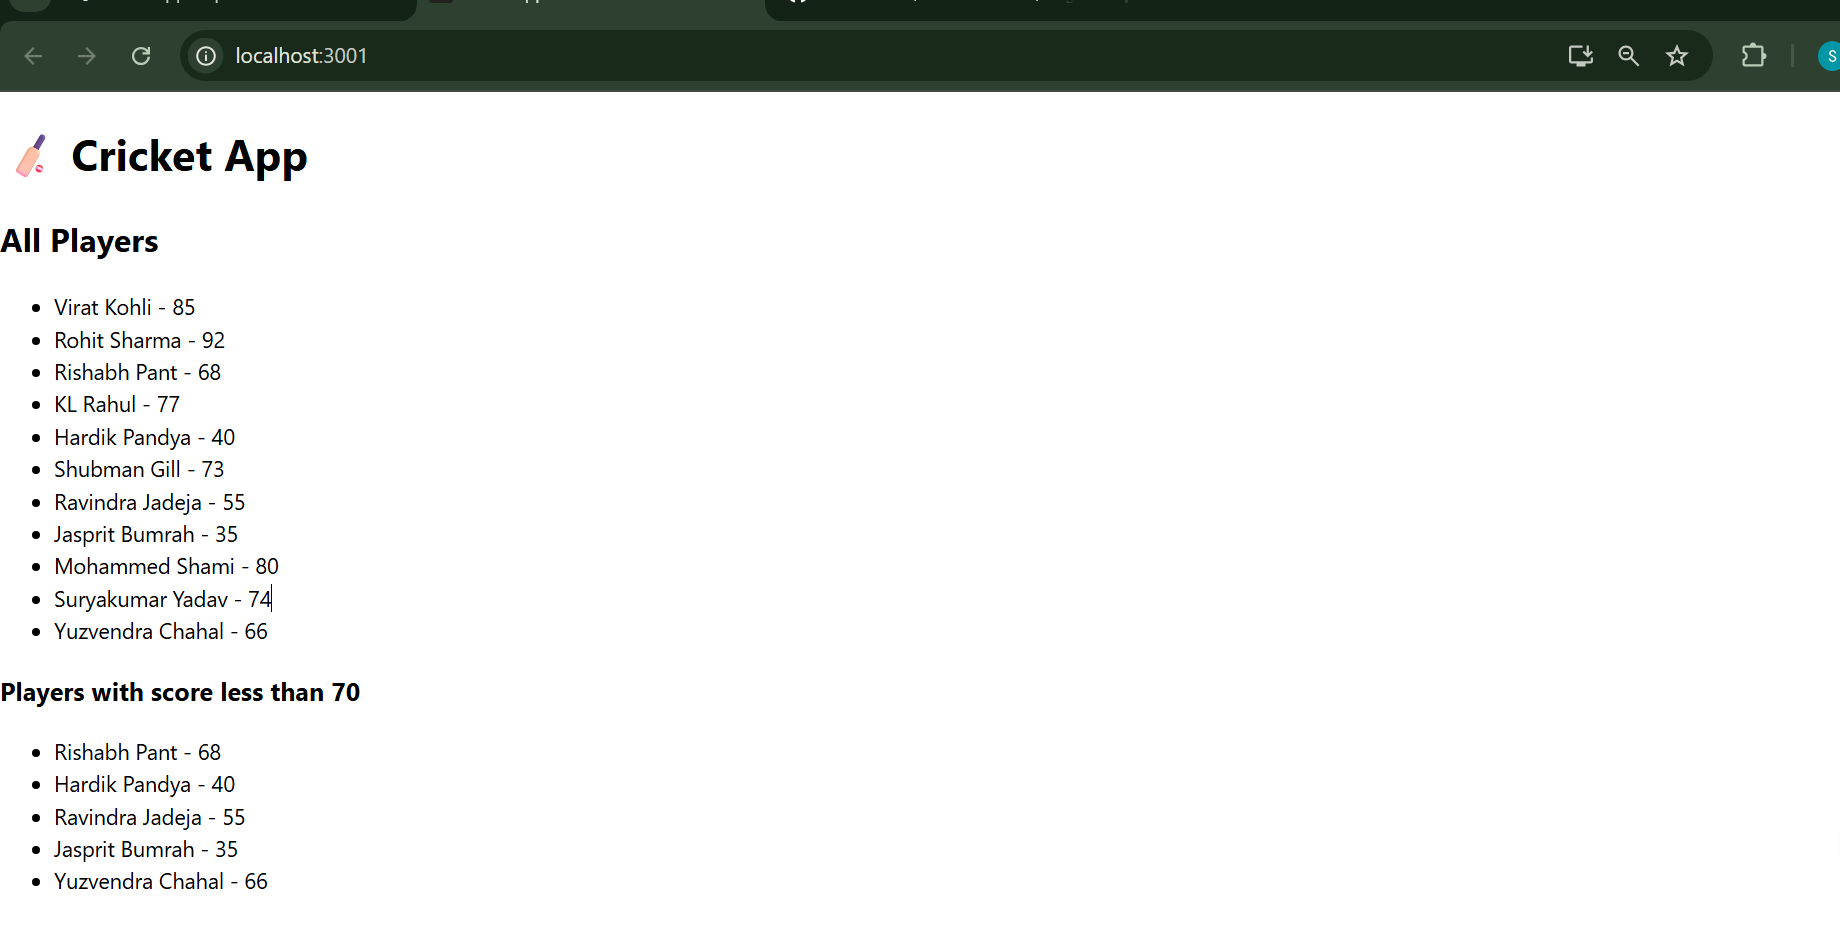 localhost:3001
S
Cricket App
All Players
Virat Kohli - 85
Rohit Sharma - 92
Rishabh Pant - 68
KL Rahul - 77
Hardik Pandya - 40
Shubman Gill - 73
Ravindra Jadeja - 55
Jasprit Bumrah - 35
Mohammed Shami - 80
Suryakumar Yadav - 74
Yuzvendra Chahal - 66
Players with score less than 70
Rishabh Pant - 68
Hardik Pandya - 40
Ravindra Jadeja - 55
Jasprit Bumrah - 35
Yuzvendra Chahal - 66